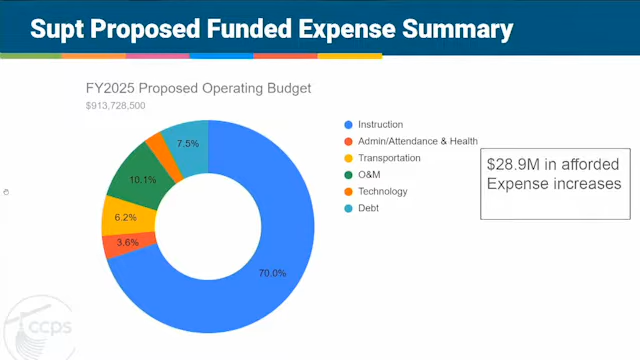 Supt Proposed Funded Expense Summary
FY2025 Proposed Operating Budget
$913,728,500
7.5%
10.1%
6.2%
3.6%
70.0%
Instruction
Admin/Attendance & Health
Transportation
O&M
Technology
Debt
$28.9M in afforded
Expense increases
ccps